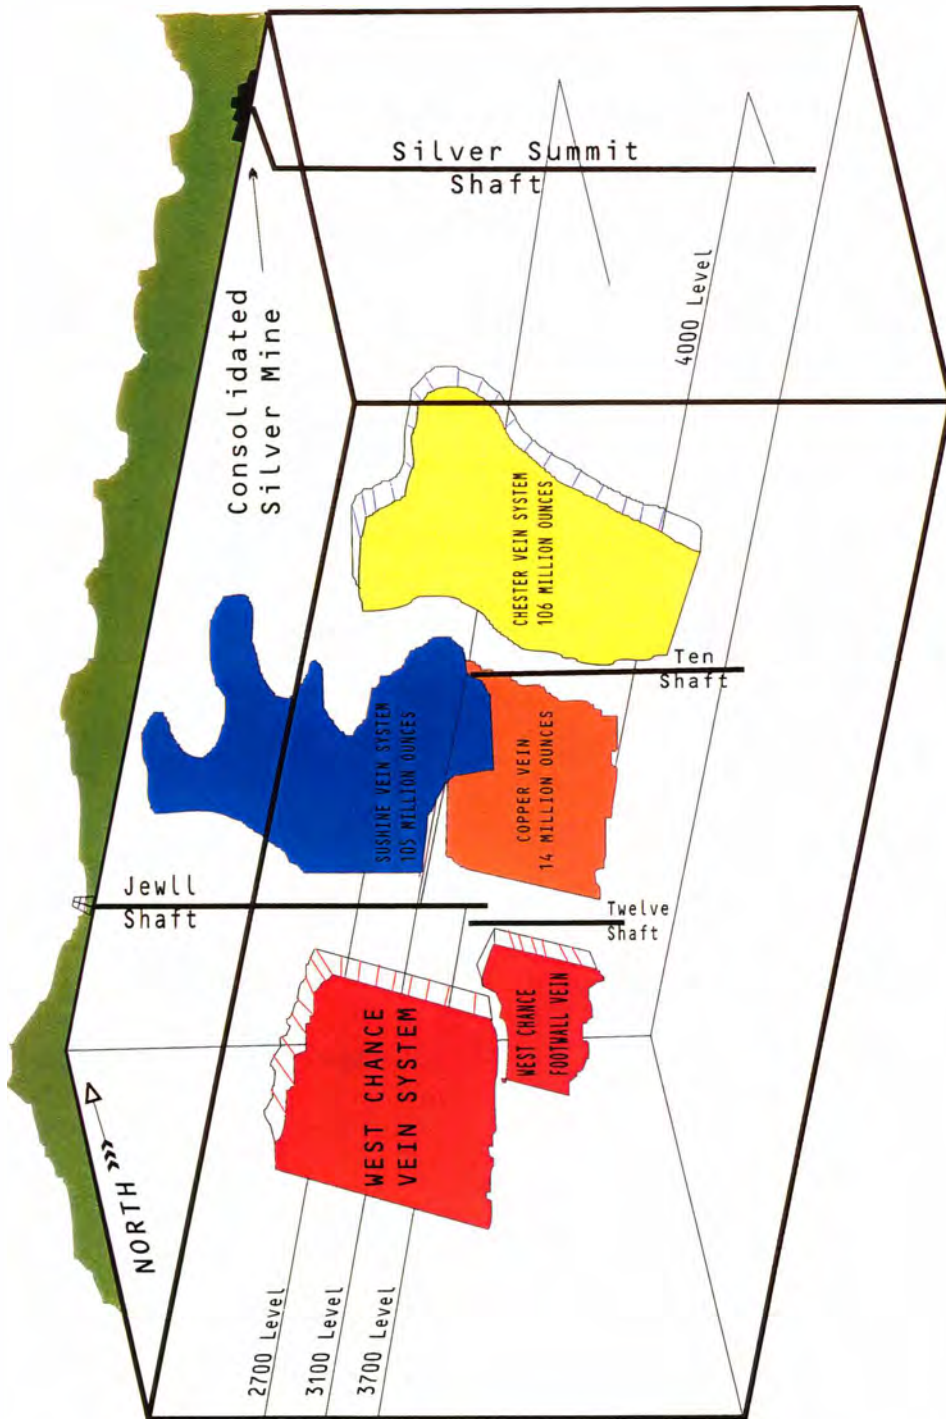 Silver Summit
Shaft
4000 Level
Consolidated
Silver Mine
CHESTER VEIN SYSTEM
106 MILLION OUNCES
Ten
Shaft
SUSHINE VEIN SYSTEM
105 MILLION OUNCES
COPPER VEIN
14 MILLION OUNCES
Jewll
Shaft
Twelve
Shaft
WEST CHANCE
VEIN SYSTEM
WEST CHANCE
FOOTWALL VEIN
NORTH
2700 Level
3100 Level
3700 Level